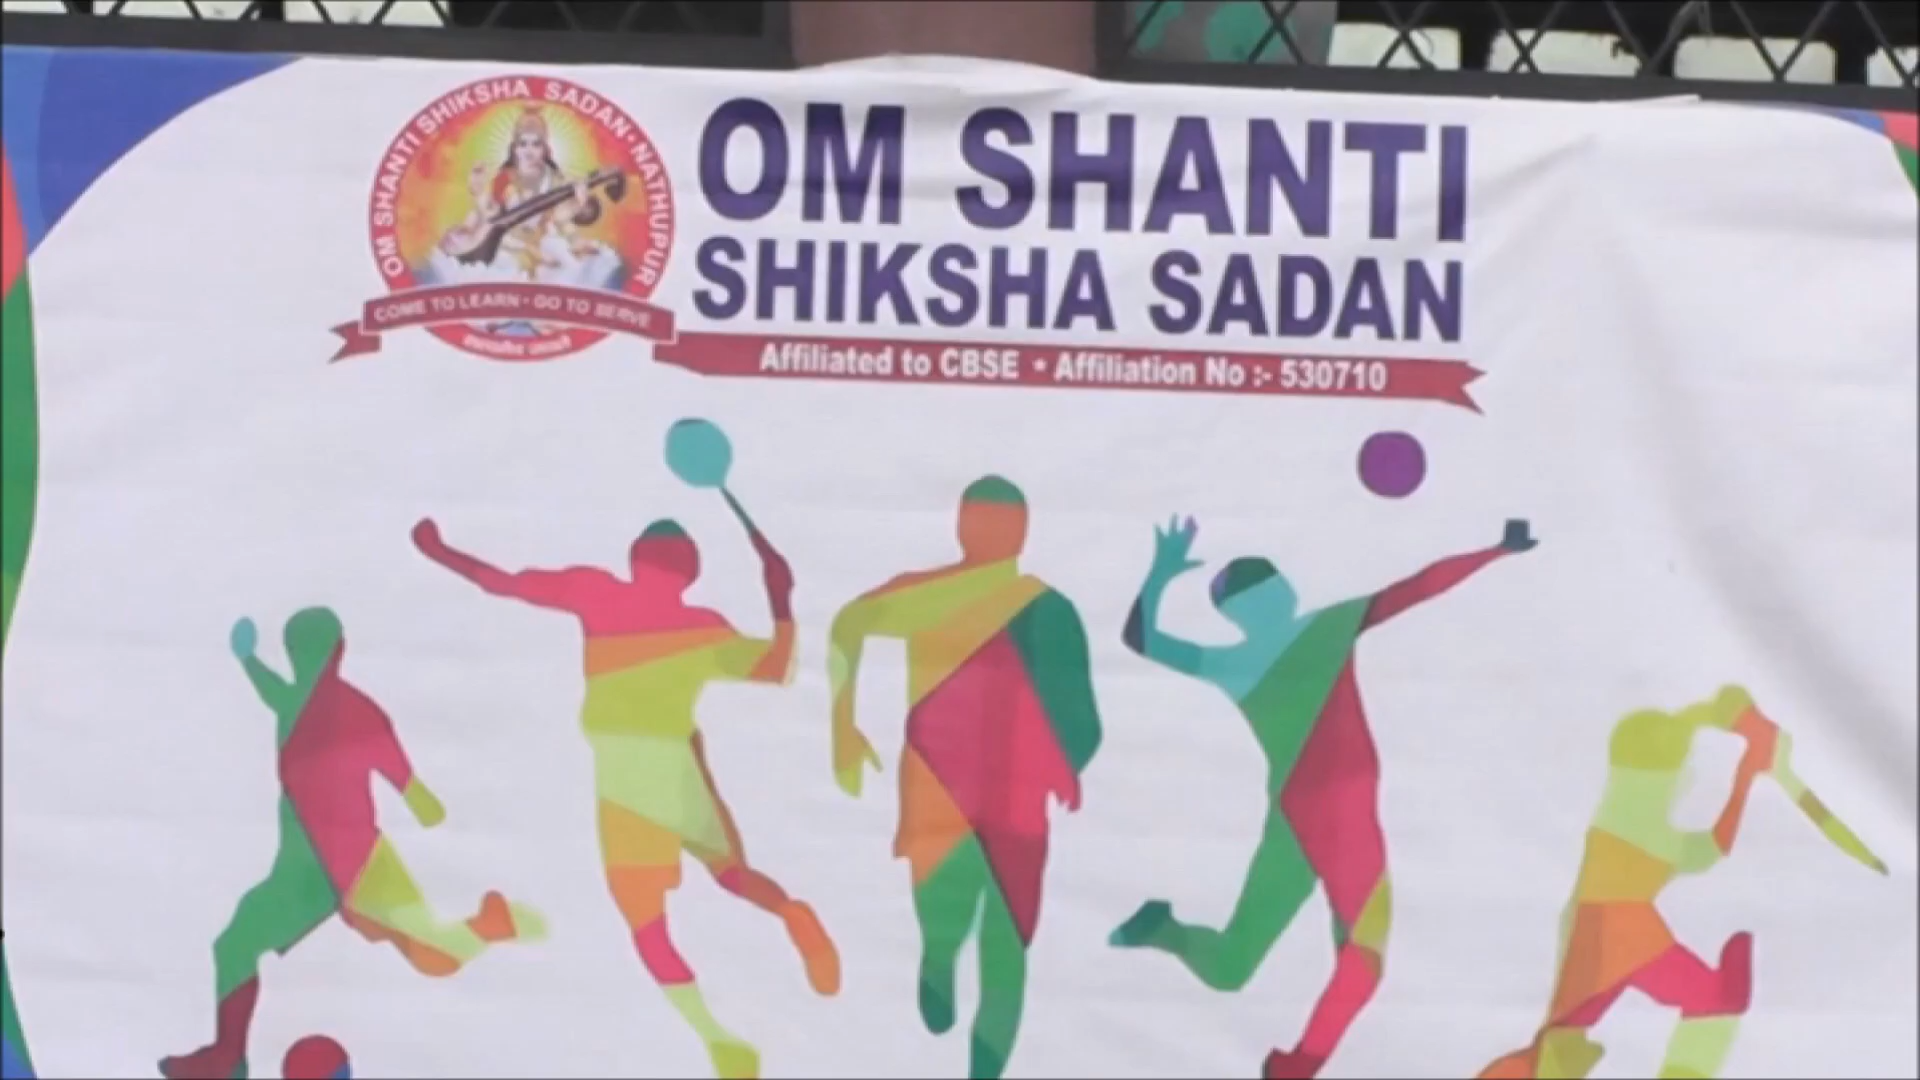 OM SHANTI SHIKSHA SADAN · NATHUPUR
COME TO LEARN · GO TO SERVE
OM SHANTI
SHIKSHA SADAN
Affiliated to CBSE • Affiliation No :- 530710